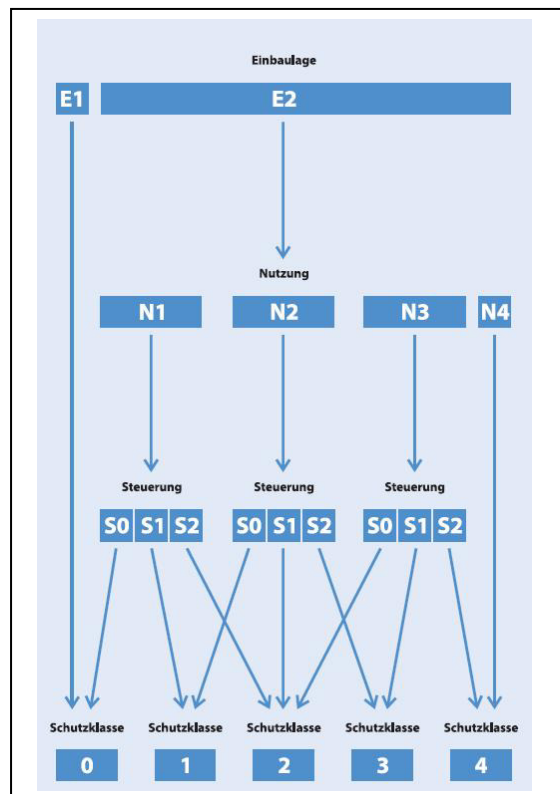 Einbaulage
E1 E2
Nutzung
N1 N2 N3 N4
Steuerung Steuerung Steuerung
S0 S1 S2 S0 S1 S2 S0 S1 S2
Schutzklasse Schutzklasse Schutzklasse Schutzklasse Schutzklasse
0 1 2 3 4